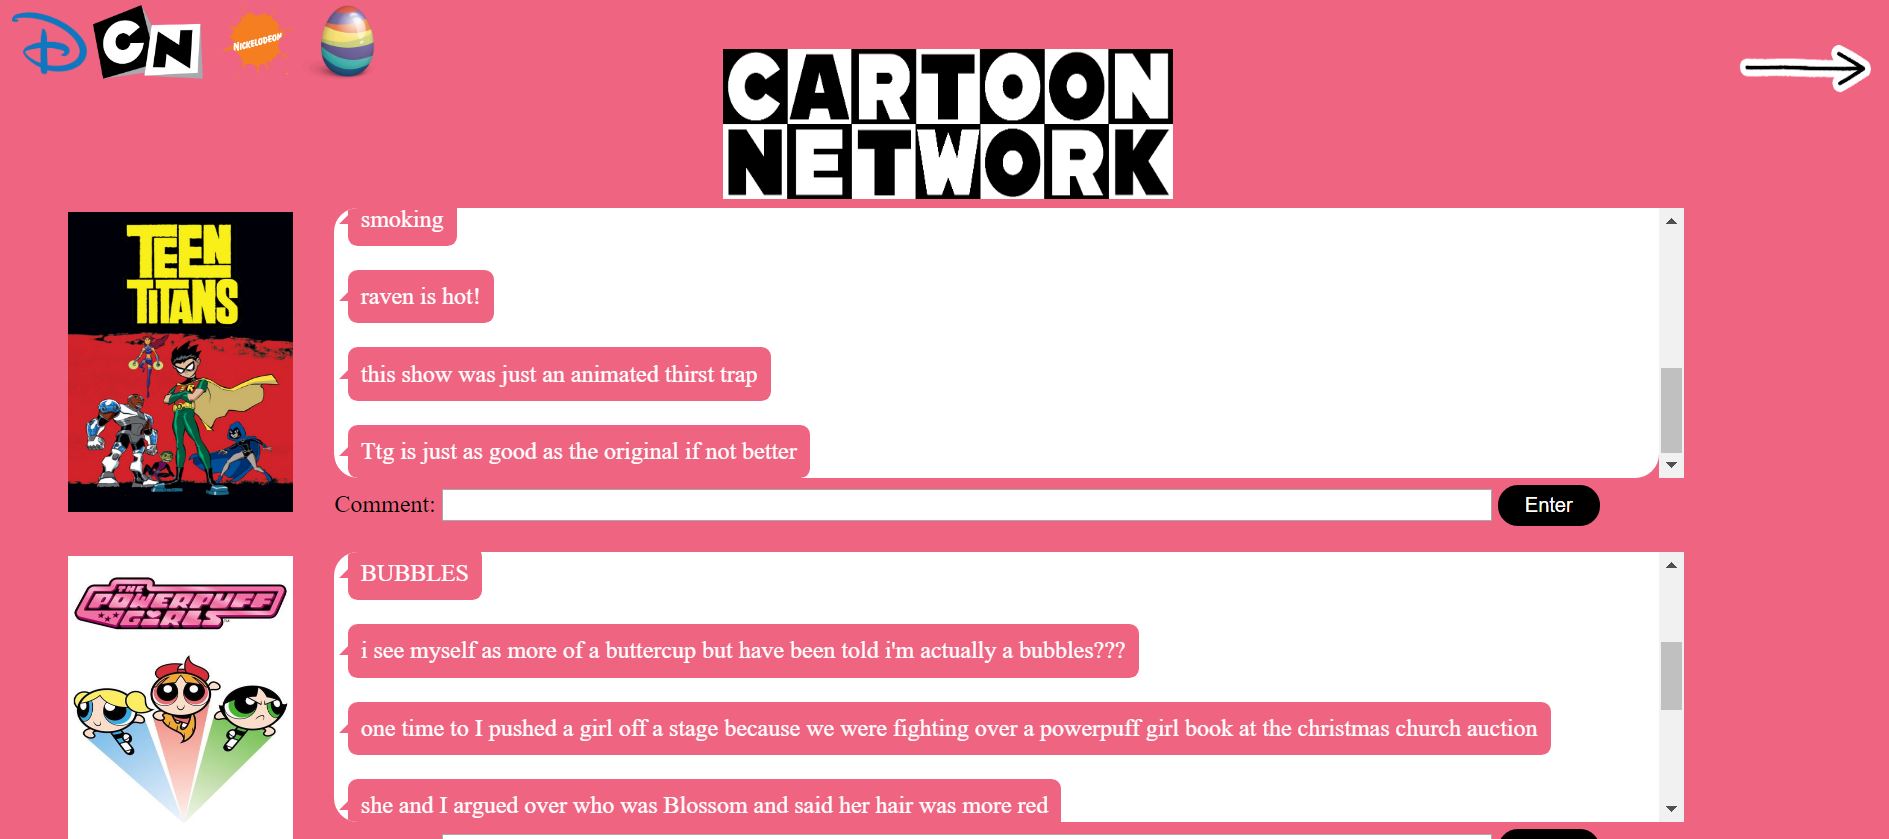 D
CN
NICKELODEON
CARTOON
NETWORK
TEEN
TITANS
smoking
raven is hot!
this show was just an animated thirst trap
Ttg is just as good as the original if not better
Comment:
Enter
THE
POWERPUFF
GIRLS
BUBBLES
i see myself as more of a buttercup but have been told i'm actually a bubbles???
one time to I pushed a girl off a stage because we were fighting over a powerpuff girl book at the christmas church auction
she and I argued over who was Blossom and said her hair was more red